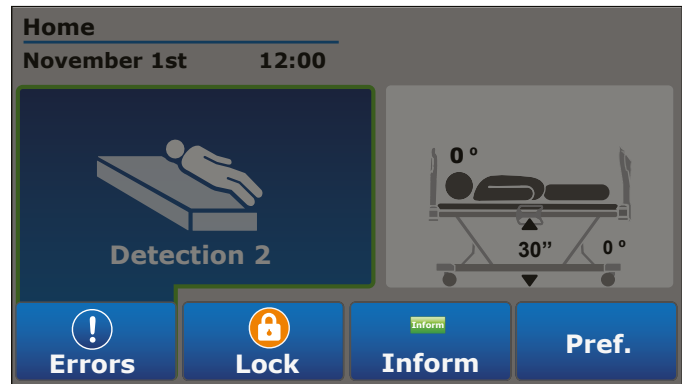 Home
November 1st 12:00
0 º
Detection 2
30” 0 º
!
Errors
Lock
Inform
Inform
Pref.